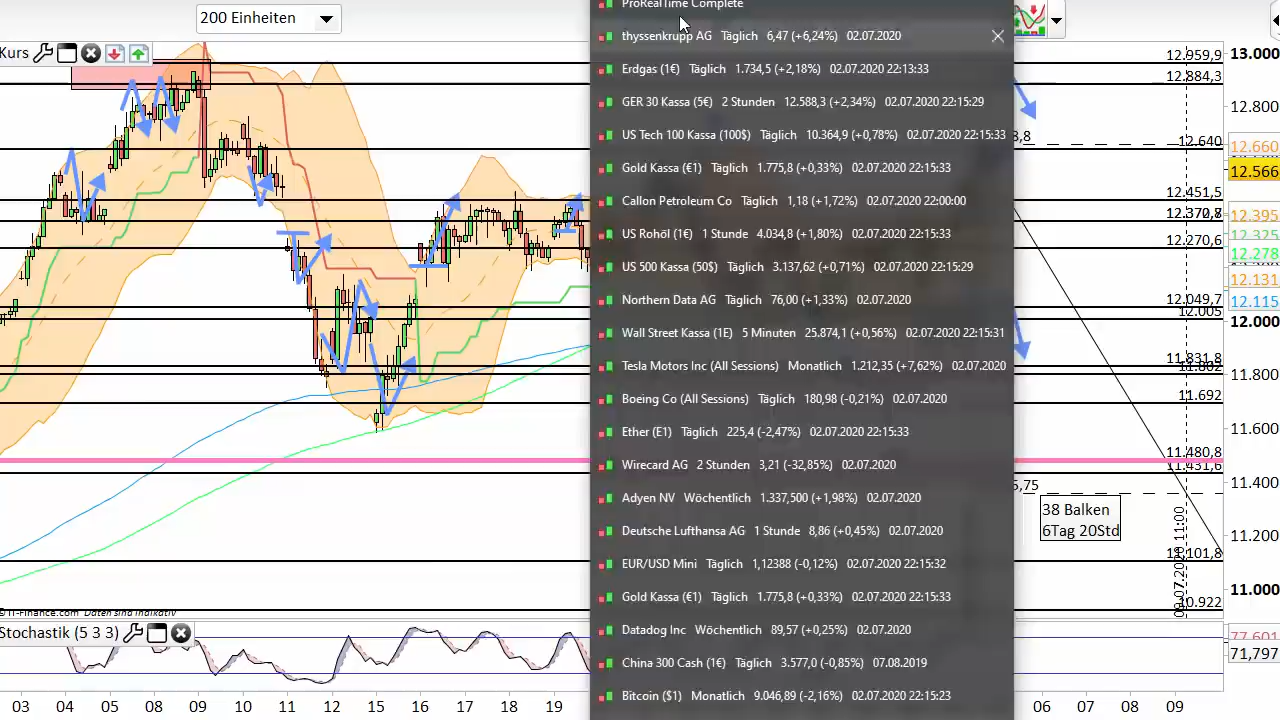 200 Einheiten
Kurs
ProRealTime Complete
thyssenkrupp AG Täglich 6,47 (+6,24%) 02.07.2020
Erdgas (1€) Täglich 1.734,5 (+2,18%) 02.07.2020 22:13:33
GER 30 Kassa (5€) 2 Stunden 12.588,3 (+2,34%) 02.07.2020 22:15:29
US Tech 100 Kassa (100$) Täglich 10.364,9 (+0,78%) 02.07.2020 22:15:33
Gold Kassa (€1) Täglich 1.775,8 (+0,33%) 02.07.2020 22:15:33
Callon Petroleum Co Täglich 1,18 (+1,72%) 02.07.2020 22:00:00
US Rohöl (1€) 1 Stunde 4.034,8 (+1,80%) 02.07.2020 22:15:33
US 500 Kassa (50$) Täglich 3.137,62 (+0,71%) 02.07.2020 22:15:29
Northern Data AG Täglich 76,00 (+1,33%) 02.07.2020
Wall Street Kassa (1E) 5 Minuten 25.874,1 (+0,56%) 02.07.2020 22:15:31
Tesla Motors Inc (All Sessions) Monatlich 1.212,35 (+7,62%) 02.07.2020
Boeing Co (All Sessions) Täglich 180,98 (-0,21%) 02.07.2020
Ether (E1) Täglich 225,4 (-2,47%) 02.07.2020 22:15:33
Wirecard AG 2 Stunden 3,21 (-32,85%) 02.07.2020
Adyen NV Wöchentlich 1.337,500 (+1,98%) 02.07.2020
Deutsche Lufthansa AG 1 Stunde 8,86 (+0,45%) 02.07.2020
EUR/USD Mini Täglich 1,12388 (-0,12%) 02.07.2020 22:15:32
Gold Kassa (€1) Täglich 1.775,8 (+0,33%) 02.07.2020 22:15:33
Datadog Inc Wöchentlich 89,57 (+0,25%) 02.07.2020
China 300 Cash (1€) Täglich 3.577,0 (-0,85%) 07.08.2019
Bitcoin ($1) Monatlich 9.046,89 (-2,16%) 02.07.2020 22:15:23
12.959,9
12.884,3
3,8
12.640
12.451,5
12.370,8
12.270,6
12.049,7
12.005
11.831,8
11.802
11.692
11.480,8
11.431,6
5,75
38 Balken
6Tag 20Std
11.101,8
10.922
09.07.2020 11:00
13.000
12.800
12.660
12.566
12.395
12.325
12.278
12.131
12.115
12.000
11.800
11.600
11.400
11.200
11.000
77,601
71,797
©IT-Finance.com Daten sind indikativ
Stochastik (5 3 3)
03 04 05 08 09 10 11 12 15 16 17 18 19 06 07 08 09